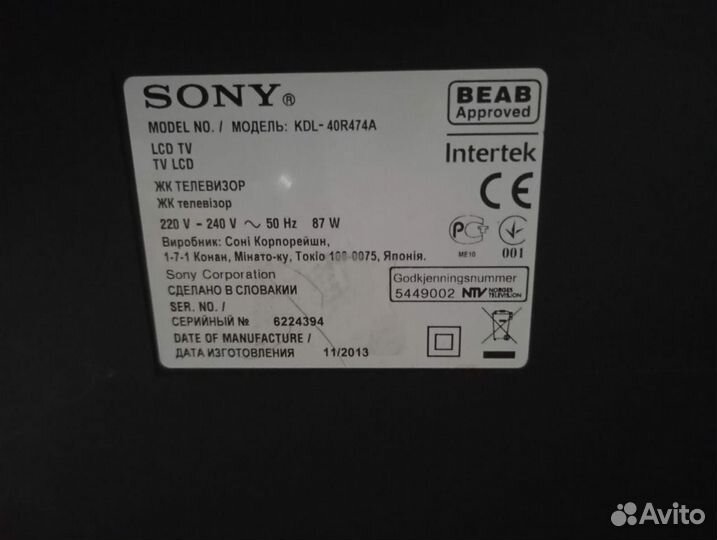 SONY®
BEAB
Approved
MODEL NO. / МОДЕЛЬ: KDL-40R474A
LCD TV
TV LCD
Intertek
ЖК ТЕЛЕВИЗОР
ЖК телевізор
CE
220 V - 240 V ~ 50 Hz 87 W
ME10
001
Виробник: Соні Корпорейшн,
1-7-1 Конан, Мінато-ку, Токіо 108-0075, Японія.
Sony Corporation
СДЕЛАНО В СЛОВАКИИ
Godkjenningsnummer
5449002 NTV NORGES
TELEVISION
SER. NO. /
СЕРИЙНЫЙ № 6224394
DATE OF MANUFACTURE /
ДАТА ИЗГОТОВЛЕНИЯ 11/2013
Avito